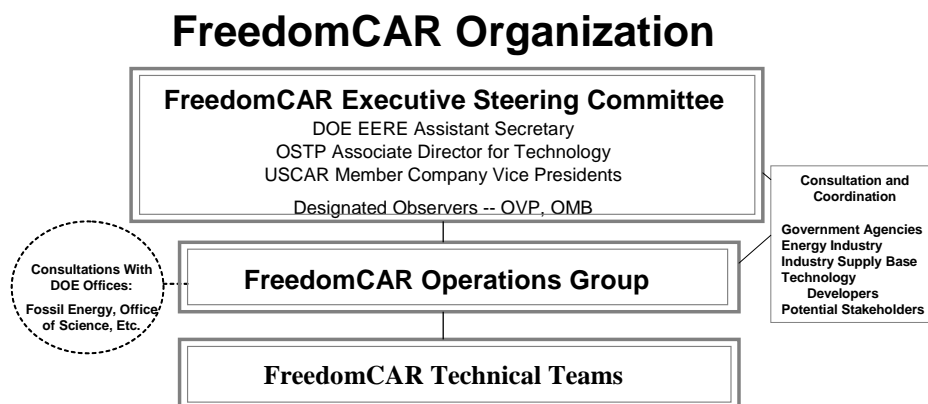 FreedomCAR Organization
FreedomCAR Executive Steering Committee
DOE EERE Assistant Secretary
OSTP Associate Director for Technology
USCAR Member Company Vice Presidents
Designated Observers -- OVP, OMB
Consultation and
Coordination
Government Agencies
Energy Industry
Industry Supply Base
Technology
Developers
Potential Stakeholders
Consultations With
DOE Offices:
Fossil Energy, Office
of Science, Etc.
FreedomCAR Operations Group
FreedomCAR Technical Teams